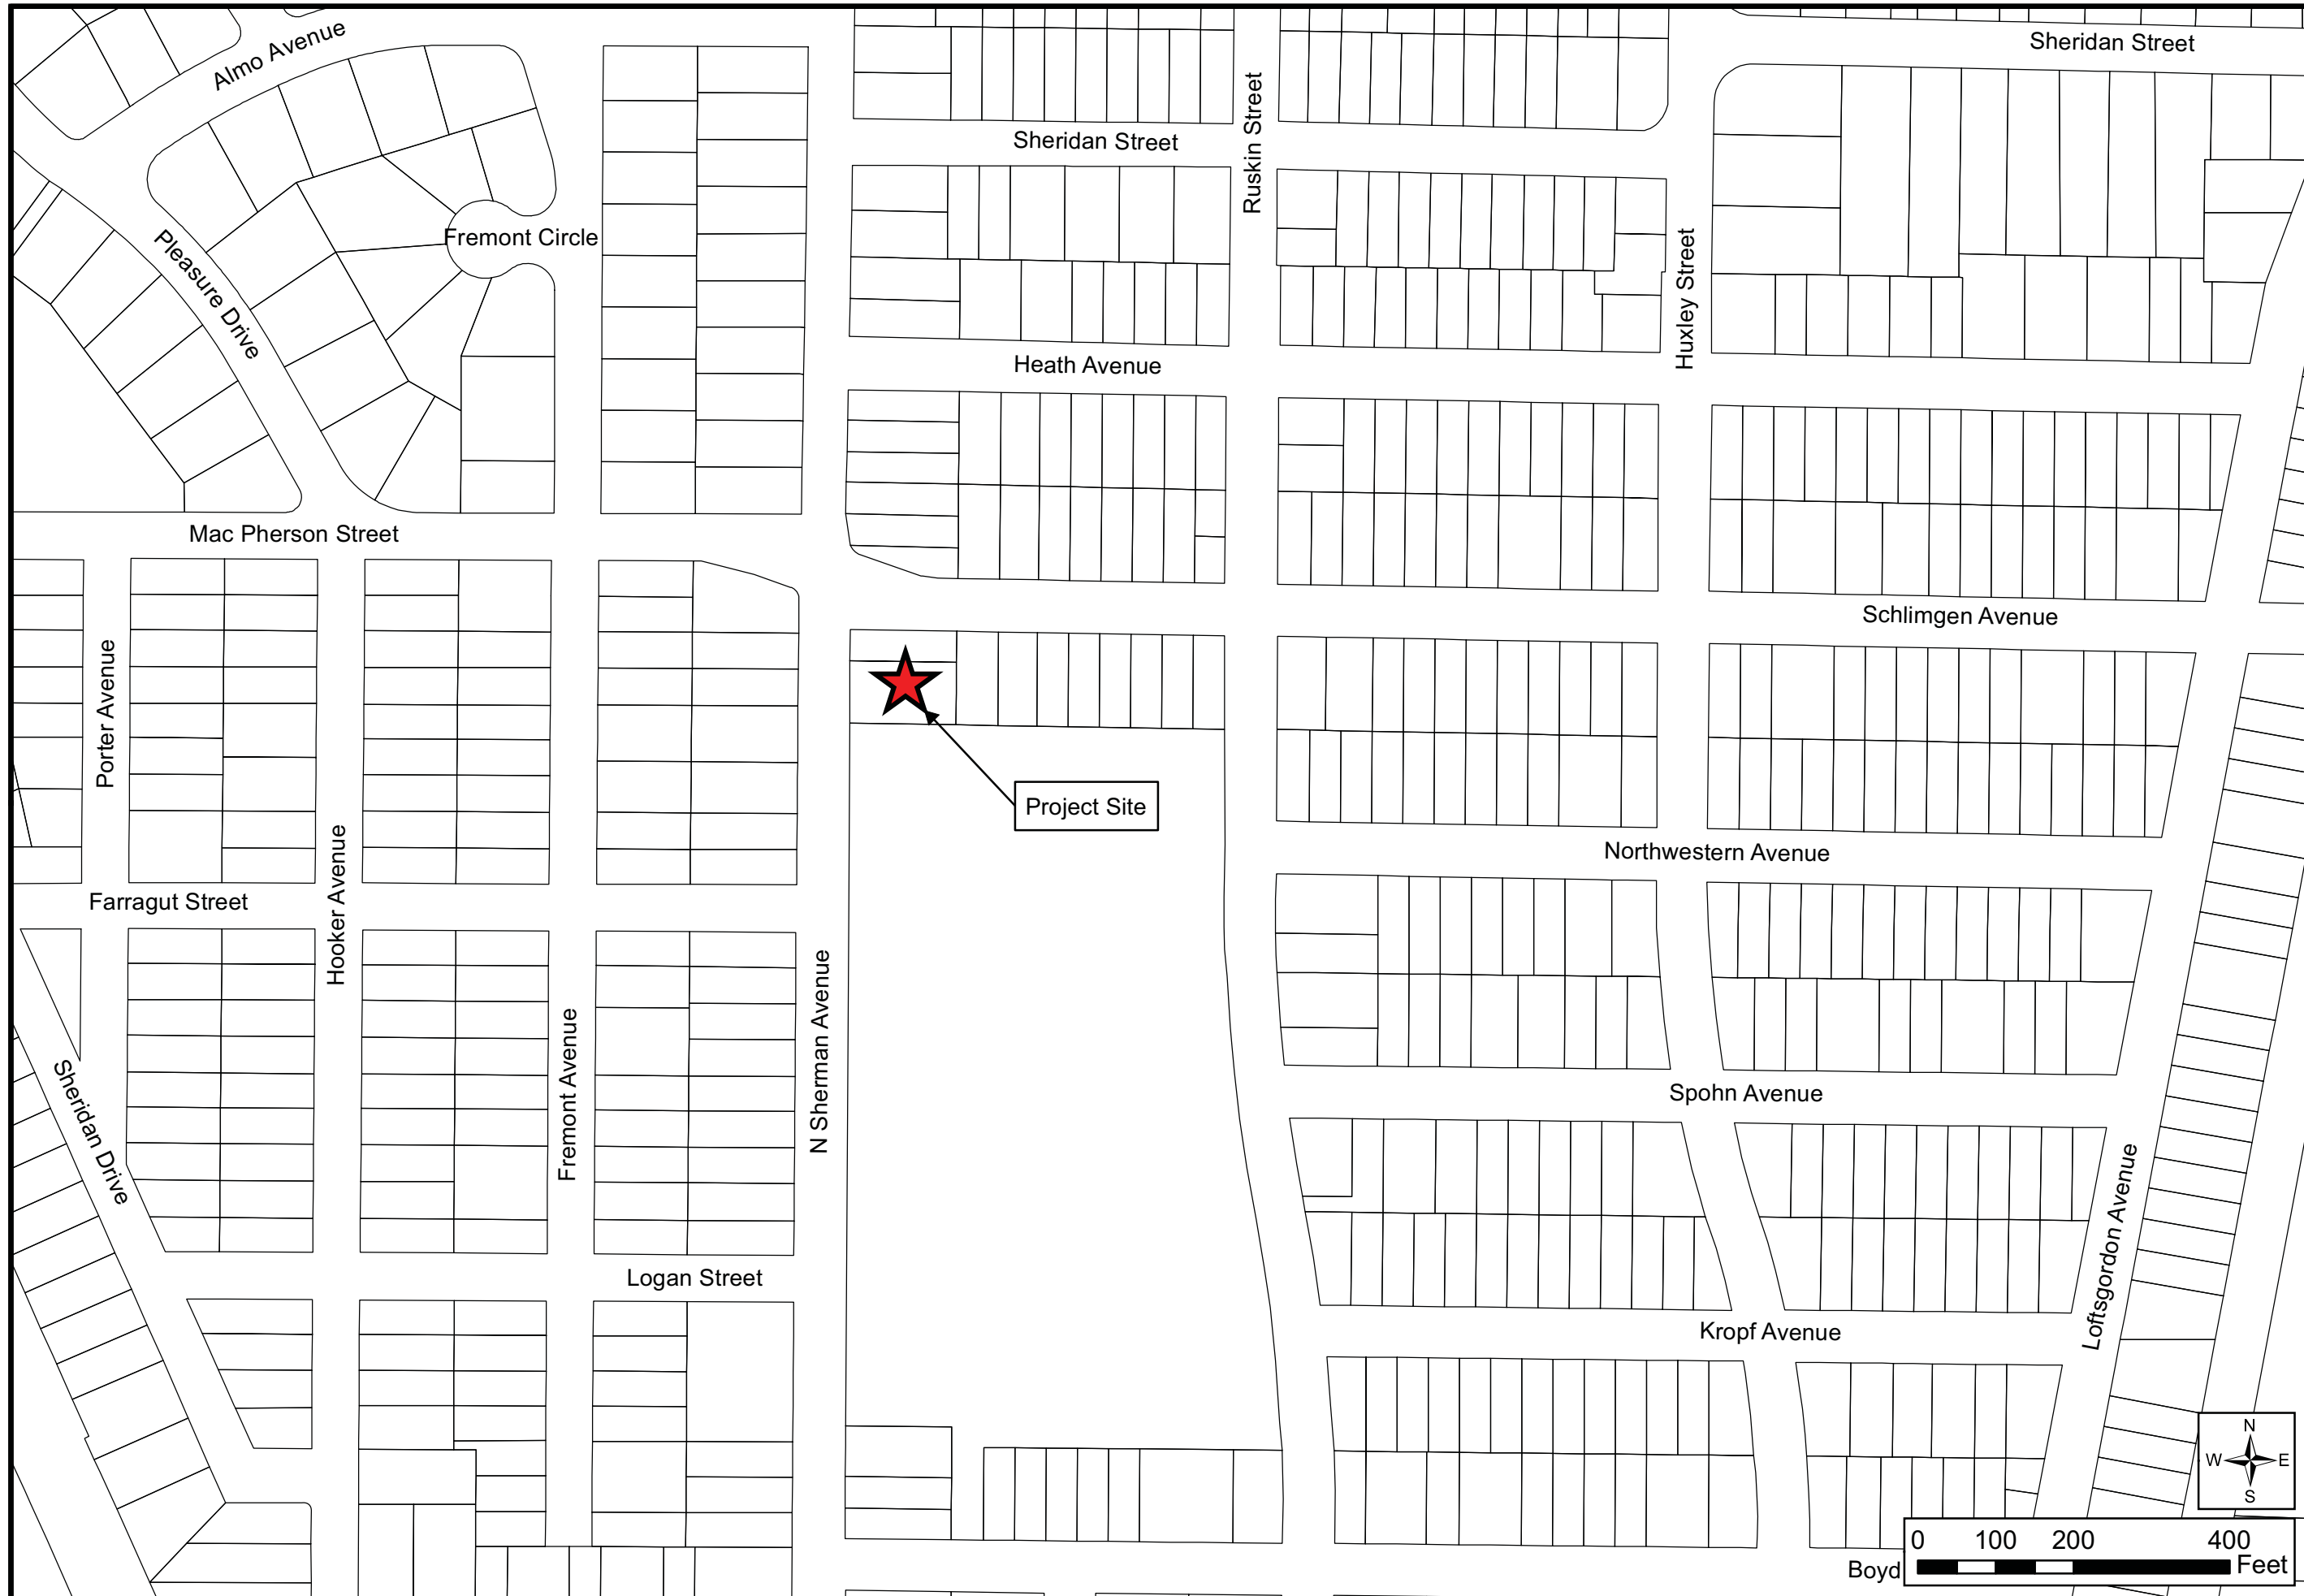 Sheridan Street
Almo Avenue
Sheridan Street
Ruskin Street
Fremont Circle
Pleasure Drive
Huxley Street
Heath Avenue
Mac Pherson Street
Schlimgen Avenue
Porter Avenue
Project Site
Hooker Avenue
Northwestern Avenue
Farragut Street
N Sherman Avenue
Fremont Avenue
Sheridan Drive
Spohn Avenue
Loftsgordon Avenue
Logan Street
Kropf Avenue
N
W E
S
0 100 200 400
Feet
Boyd